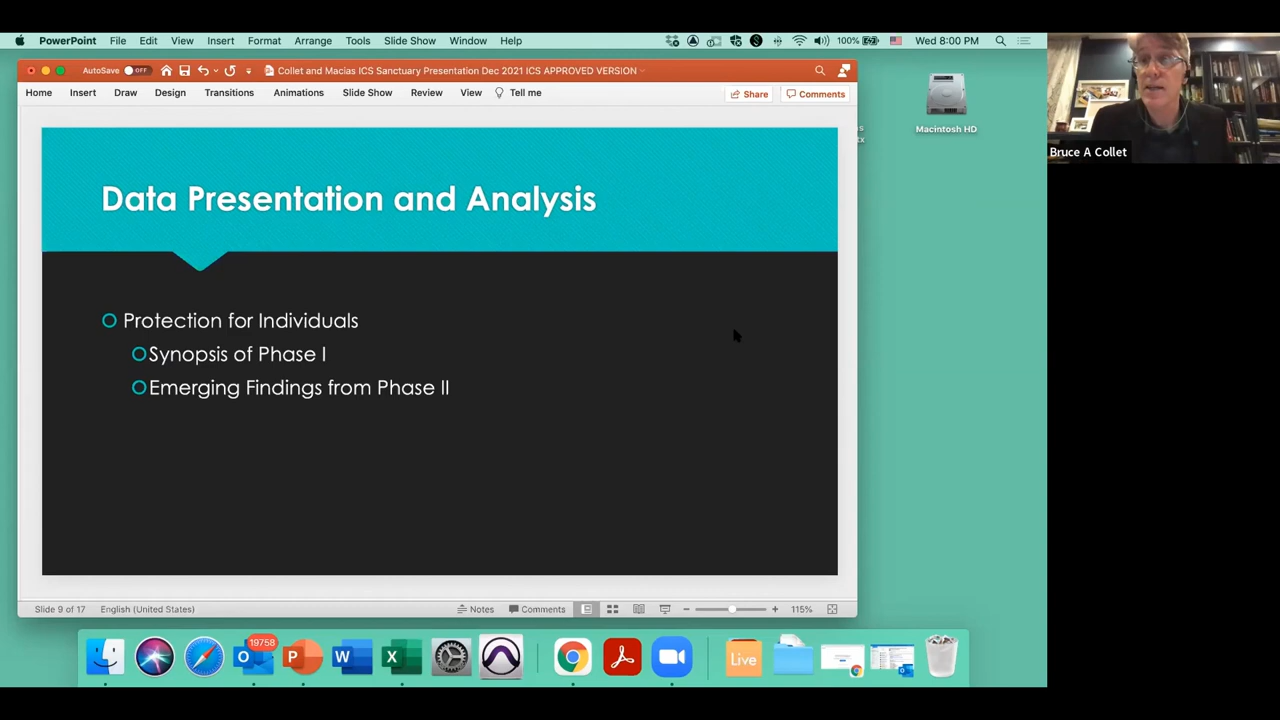 PowerPoint File Edit View Insert Format Arrange Tools Slide Show Window Help 100% Wed 8:00 PM
AutoSave OFF Collet and Macias ICS Sanctuary Presentation Dec 2021 ICS APPROVED VERSION
Home Insert Draw Design Transitions Animations Slide Show Review View Tell me Share Comments
Macintosh HD
Bruce A Collet
Data Presentation and Analysis
Protection for Individuals
Synopsis of Phase I
Emerging Findings from Phase II
Slide 9 of 17 English (United States) Notes Comments 115%
19758
Live